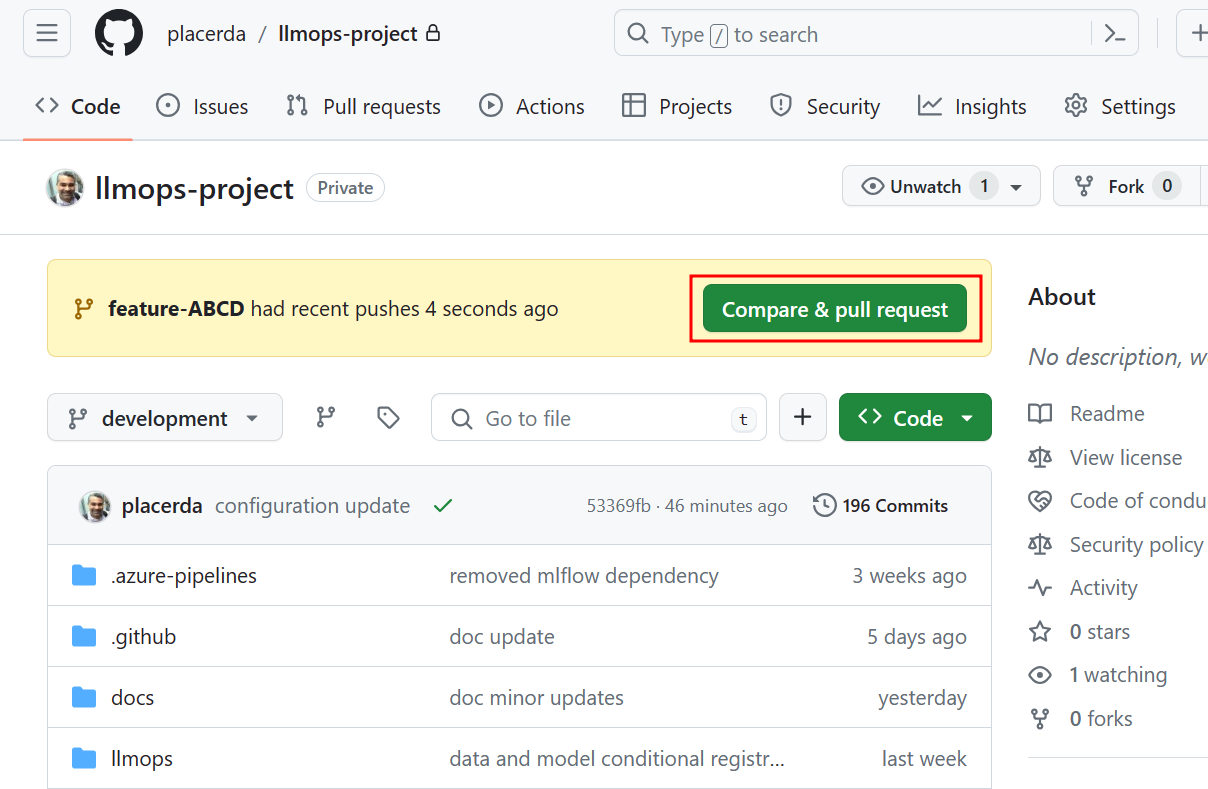 placerda / llmops-project
Type / to search
Code Issues Pull requests Actions Projects Security Insights Settings
llmops-project Private
Unwatch 1 Fork 0
feature-ABCD had recent pushes 4 seconds ago
Compare & pull request
About
No description, w
development Go to file t + Code
Readme
View license
placerda configuration update 53369fb · 46 minutes ago 196 Commits
Code of condu
Security policy
.azure-pipelines removed mlflow dependency 3 weeks ago
Activity
.github doc update 5 days ago
0 stars
1 watching
docs doc minor updates yesterday
0 forks
llmops data and model conditional registr... last week